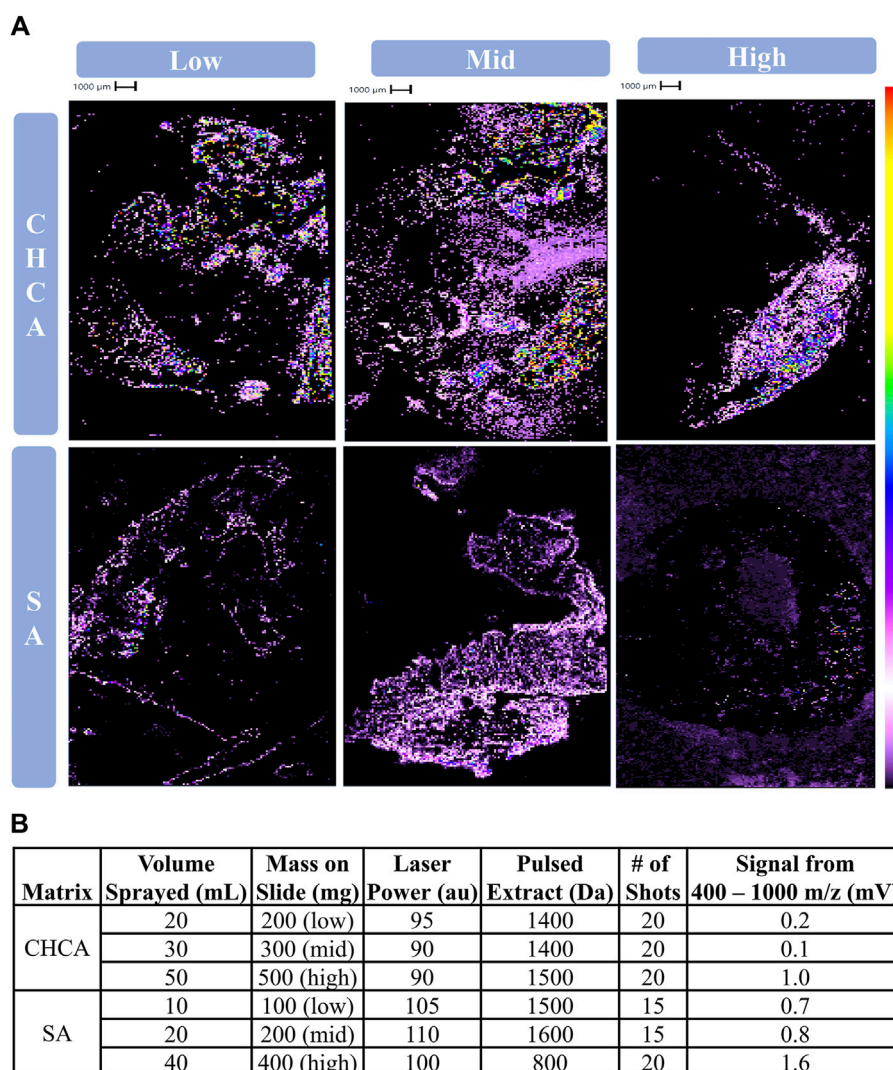 A
Low Mid High
1000 µm 1000 µm 1000 µm
C
H
C
A
S
A
B
Matrix Volume Sprayed (mL) Mass on Slide (mg) Laser Power (au) Pulsed Extract (Da) # of Shots Signal from 400 – 1000 m/z (mV
CHCA 20 200 (low) 95 1400 20 0.2
30 300 (mid) 90 1400 20 0.1
50 500 (high) 90 1500 20 1.0
SA 10 100 (low) 105 1500 15 0.7
20 200 (mid) 110 1600 15 0.8
40 400 (high) 100 800 20 1.6